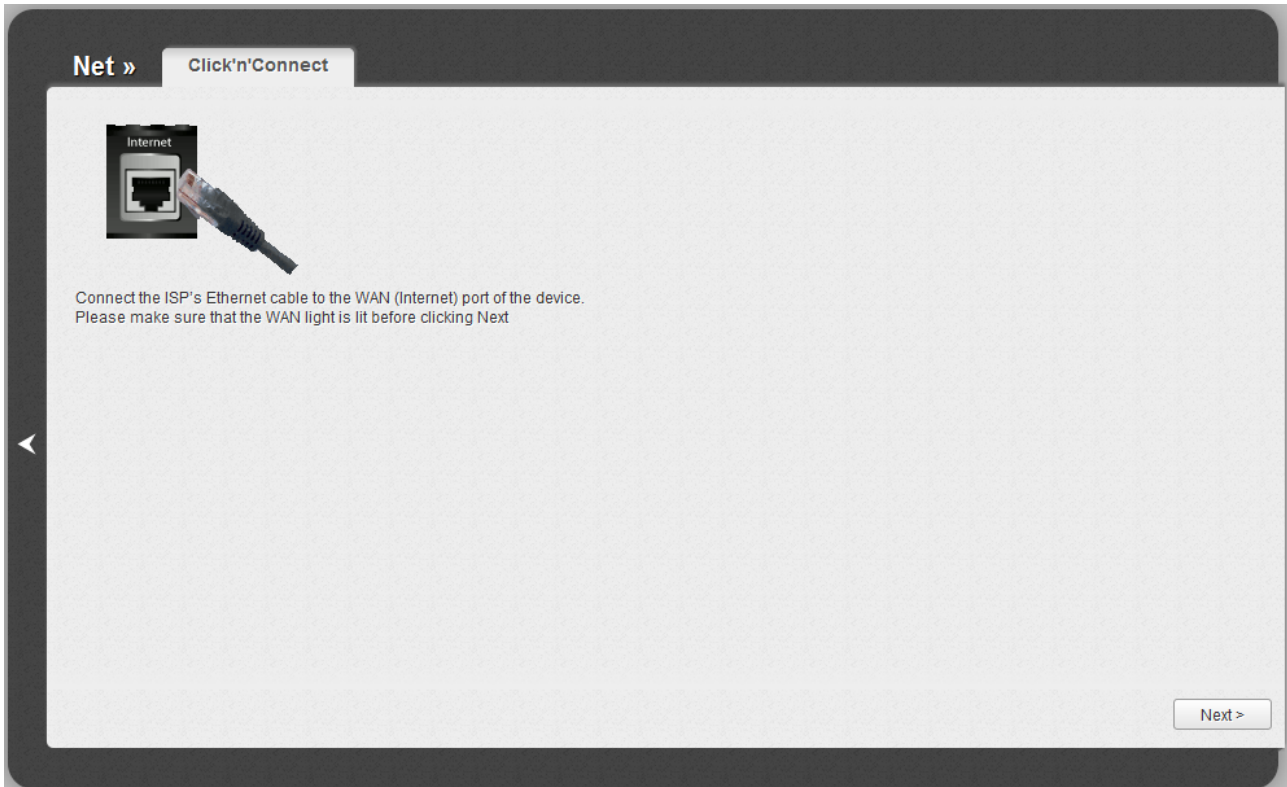 Net » Click'n'Connect
Internet
Connect the ISP's Ethernet cable to the WAN (Internet) port of the device.
Please make sure that the WAN light is lit before clicking Next
Next >